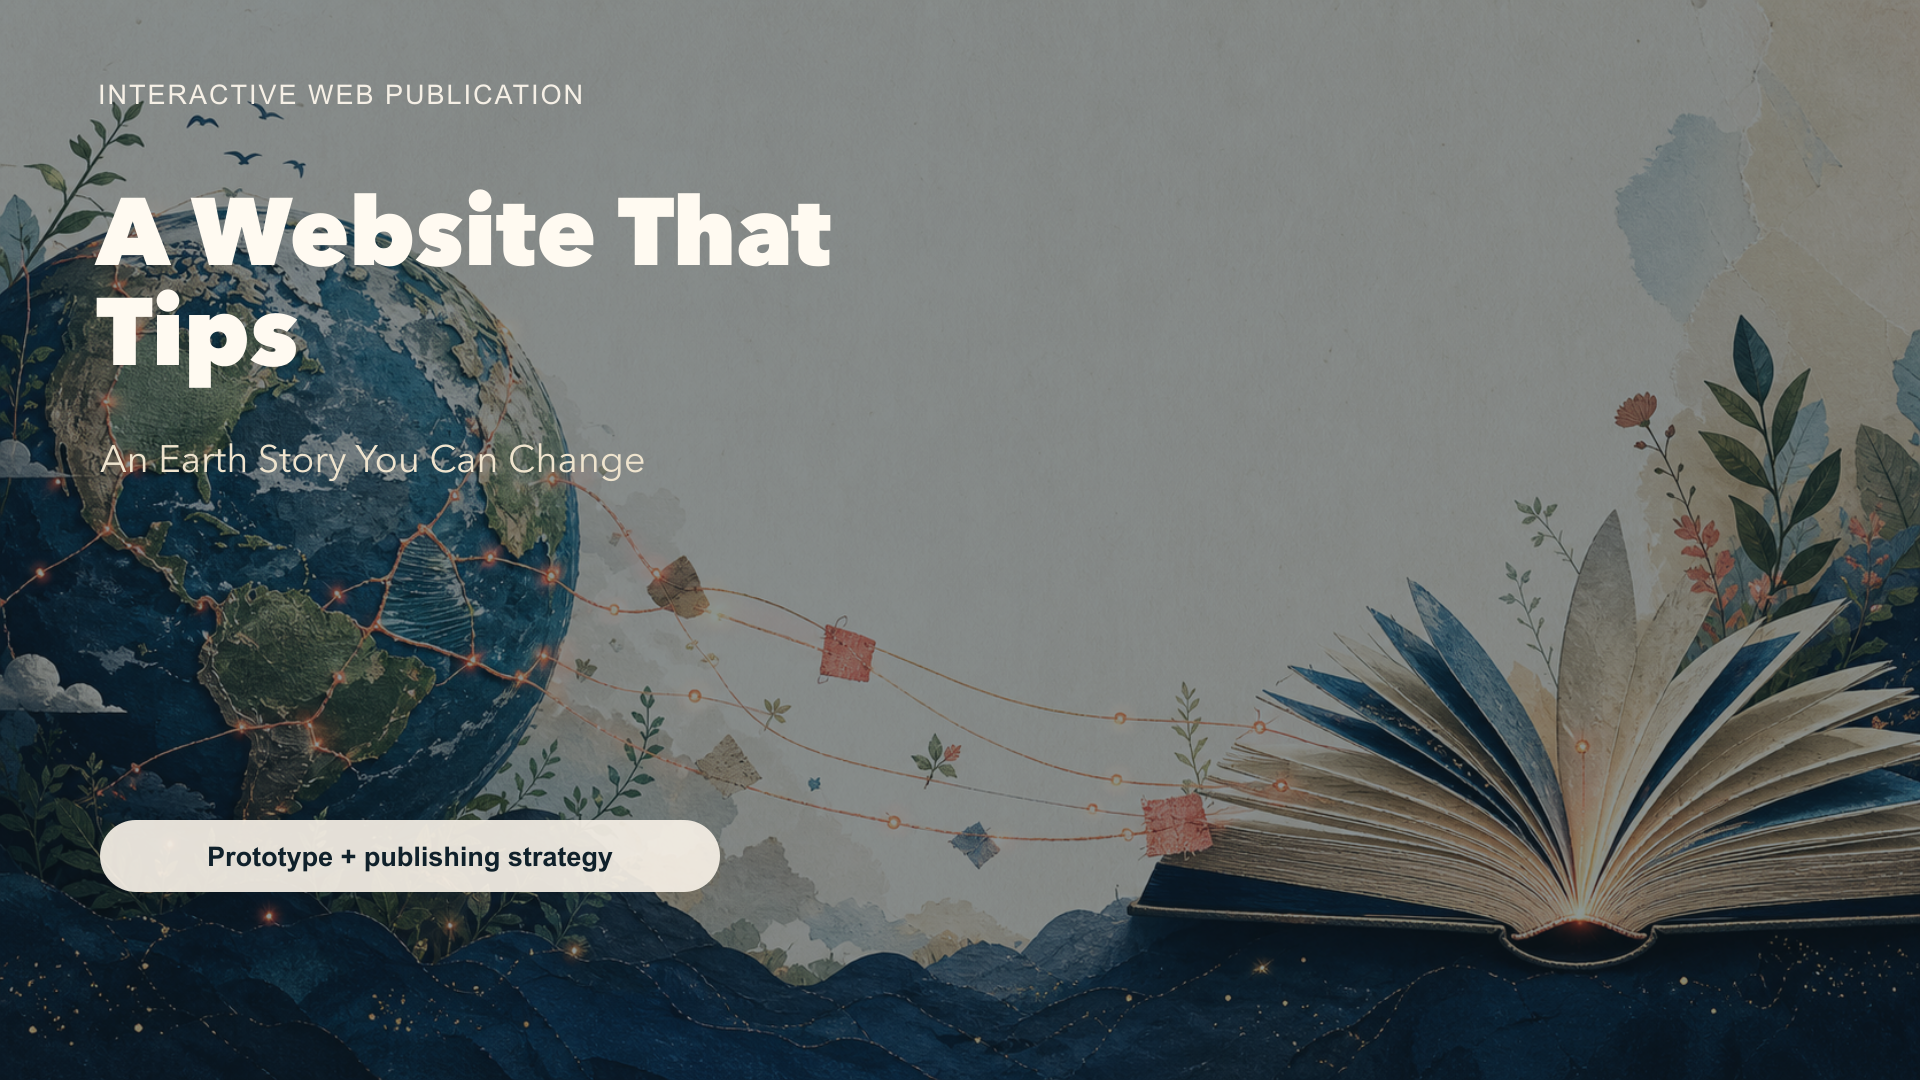 INTERACTIVE WEB PUBLICATION
A Website That
Tips
An Earth Story You Can Change
Prototype + publishing strategy